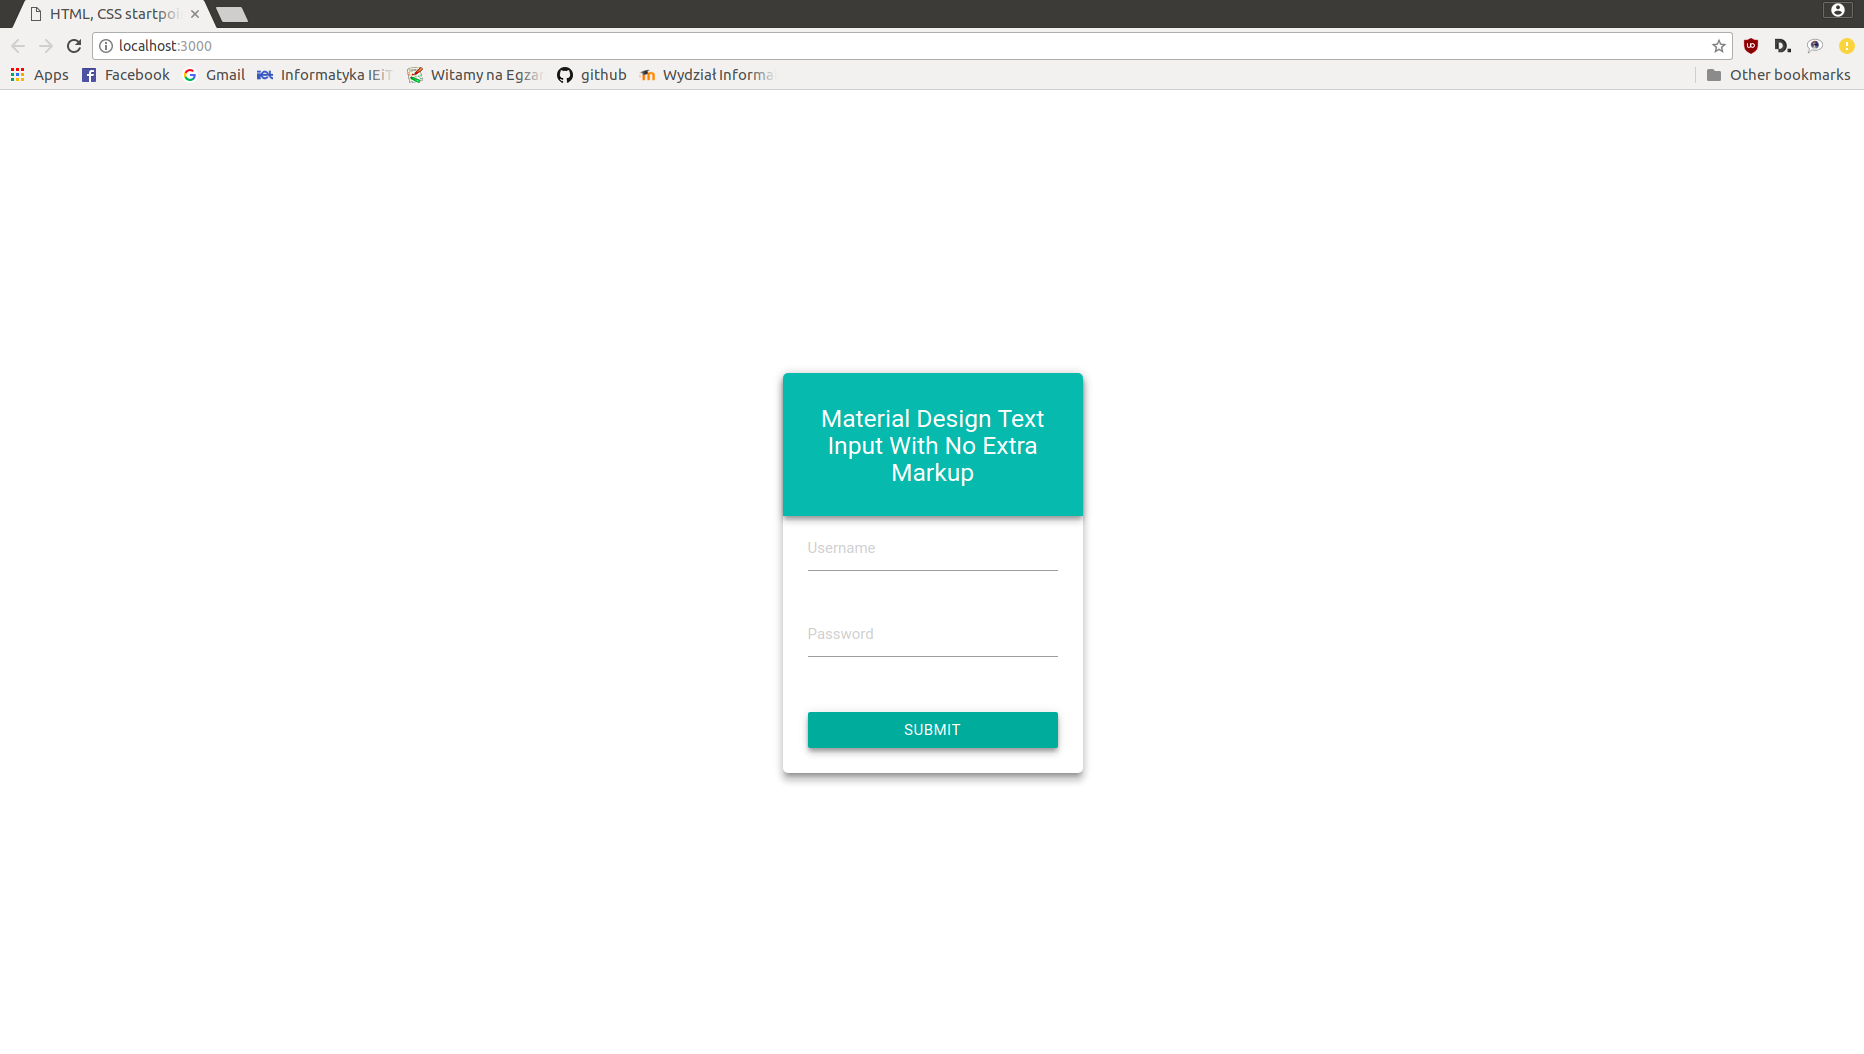 HTML, CSS startpoi
localhost:3000
Apps Facebook Gmail Informatyka IEiT Witamy na Egza github Wydział Informa Other bookmarks
Material Design Text
Input With No Extra
Markup
Username
Password
SUBMIT